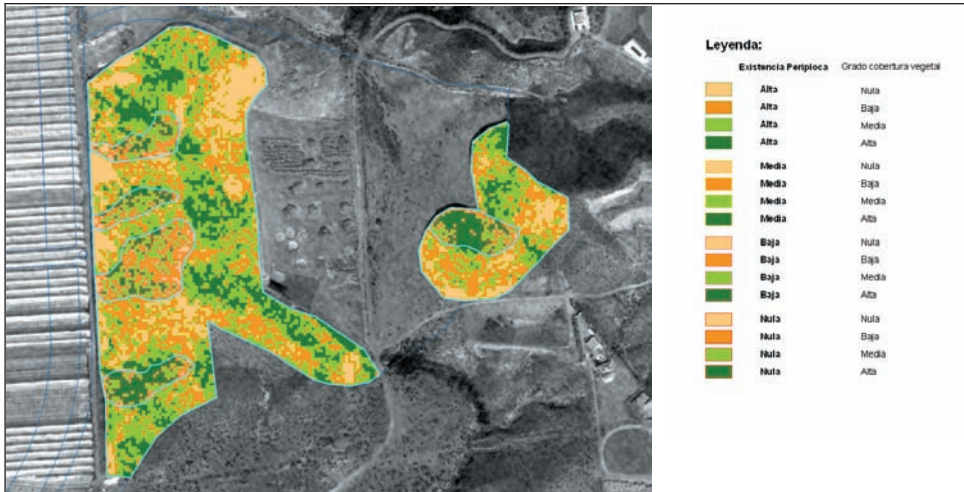 Leyenda:
Existencia Periploca Grado cobertura vegetal
Alta Nula
Alta Baja
Alta Media
Alta Alta
Media Nula
Media Baja
Media Media
Media Alta
Baja Nula
Baja Baja
Baja Media
Baja Alta
Nula Nula
Nula Baja
Nula Media
Nula Alta